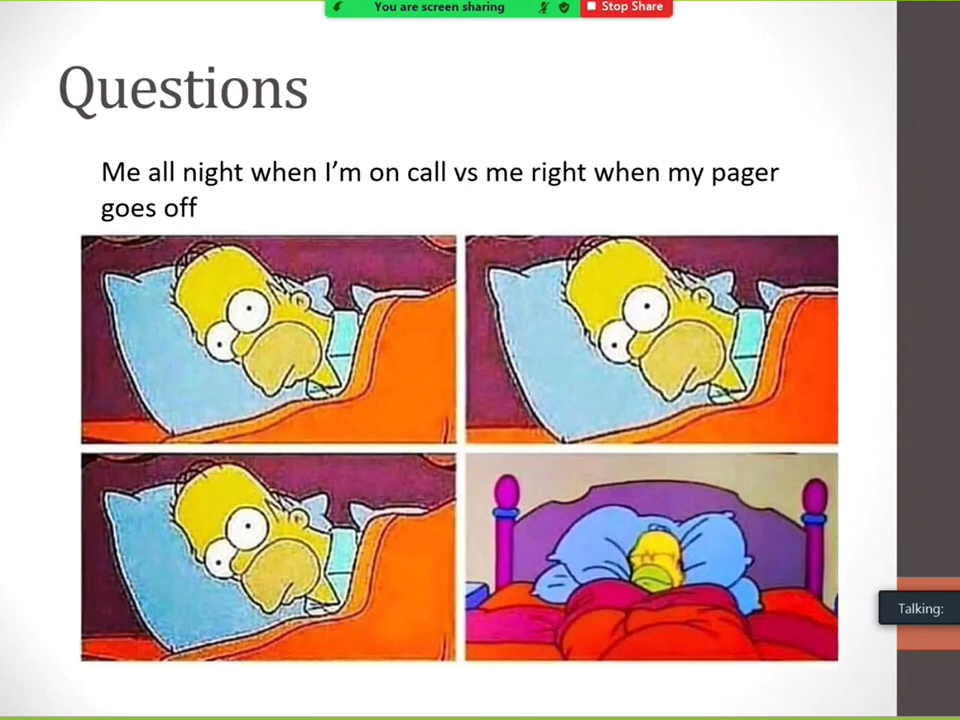 You are screen sharing
Stop Share
Questions
Me all night when I’m on call vs me right when my pager
goes off
Talking: